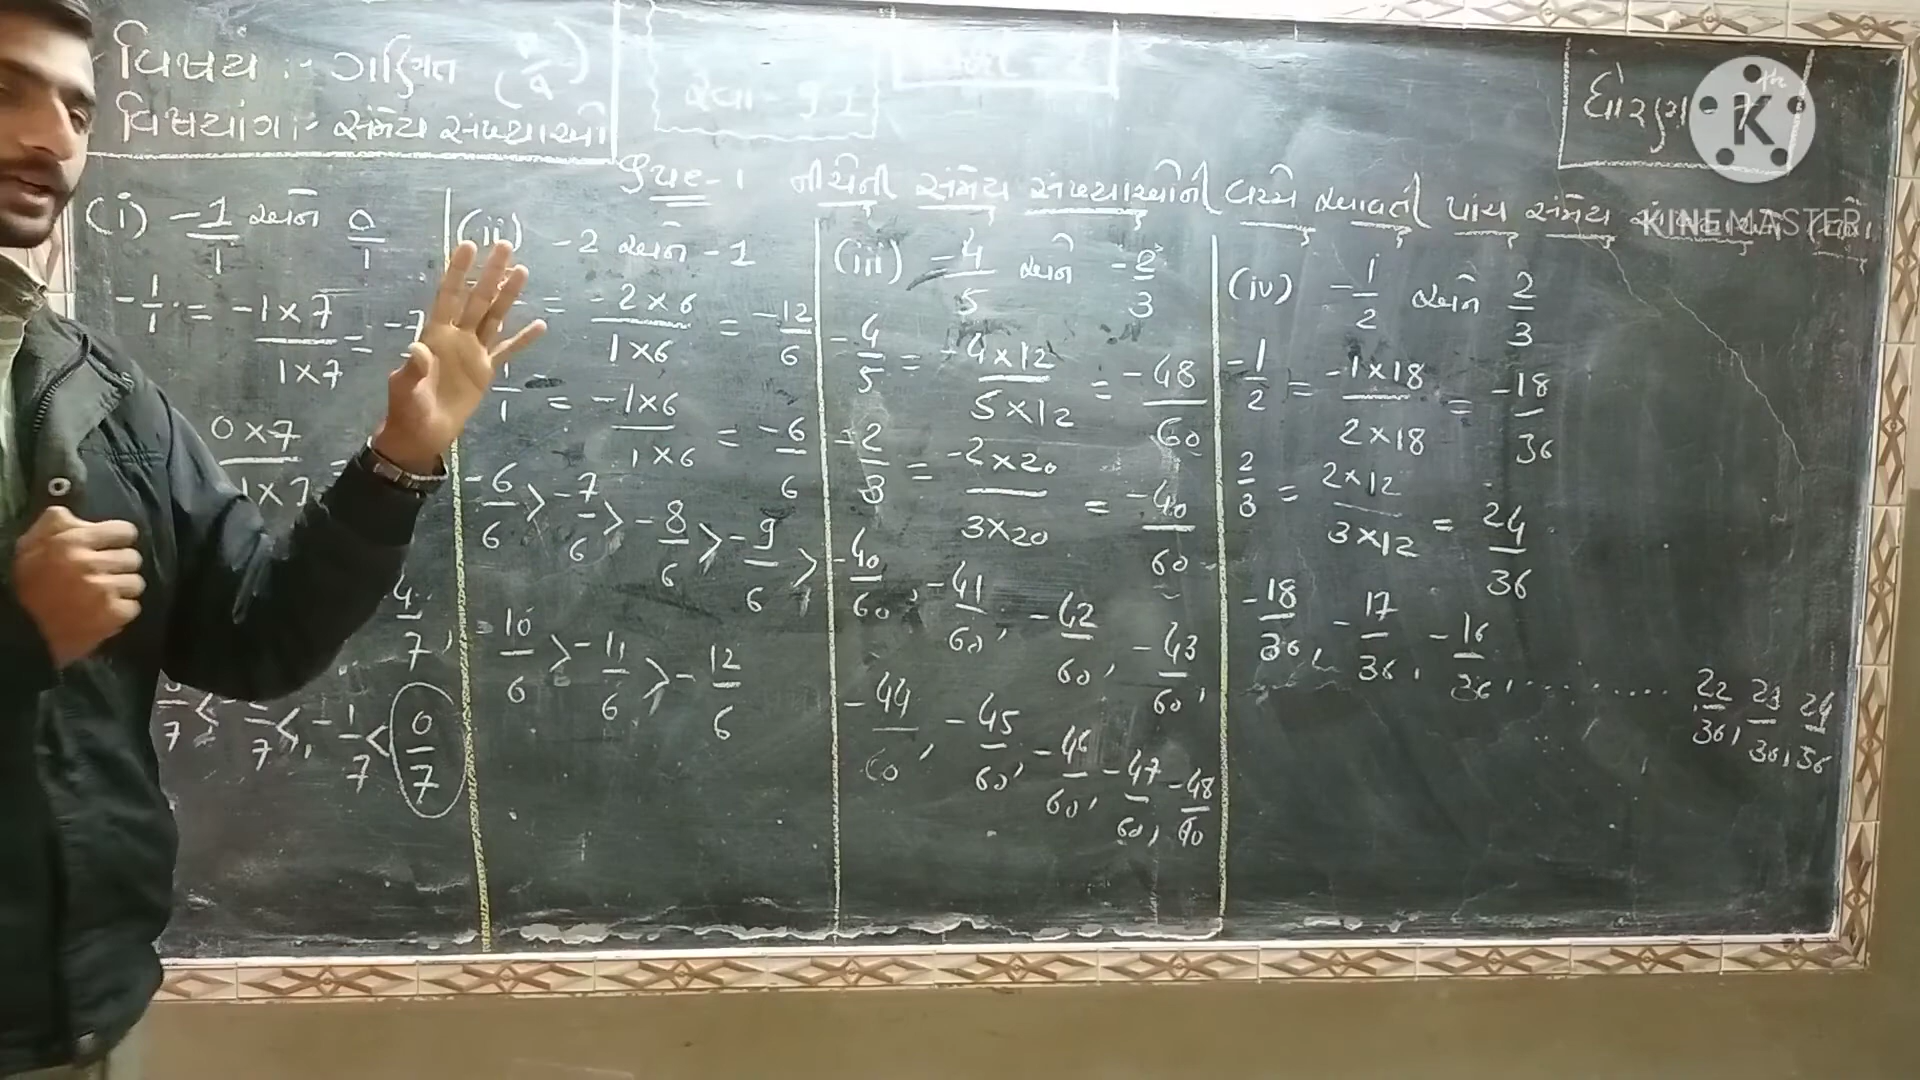 વિષય :- ગણિત
વિષયાંગ :- સંમેય સંખ્યાઓ
ધોરણ - 7
KINEMASTER
K
પ્રશ્ન-1 નીચેની સંમેય સંખ્યાઓની વચ્ચે આવતી પાંચ સંમેય
(i) -1/1 અને 0/1
-1/1 = -1×7/1×7 = -7
0×7/1×7 =
4/7,
-1/7 < 0/7
(ii) -2 અને -1
= -2×6/1×6 = -12/6
1/1 = -1×6/1×6 = -6/6
-6/6 > -7/6 > -8/6 > -9/6 >
-10/6 > -11/6 > -12/6
(iii) -4/5 અને -2/3
-4/5 = -4×12/5×12 = -48/60
-2/3 = -2×20/3×20 = -40/60
-40/60, -41/60, -42/60, -43/60,
-44/60, -45/60, -46/60, -47/60, -48/60
(iv) -1/2 અને 2/3
-1/2 = -1×18/2×18 = -18/36
2/3 = 2×12/3×12 = 24/36
-18/36, -17/36, -16/36, ......... 22/36, 23/36, 24/36